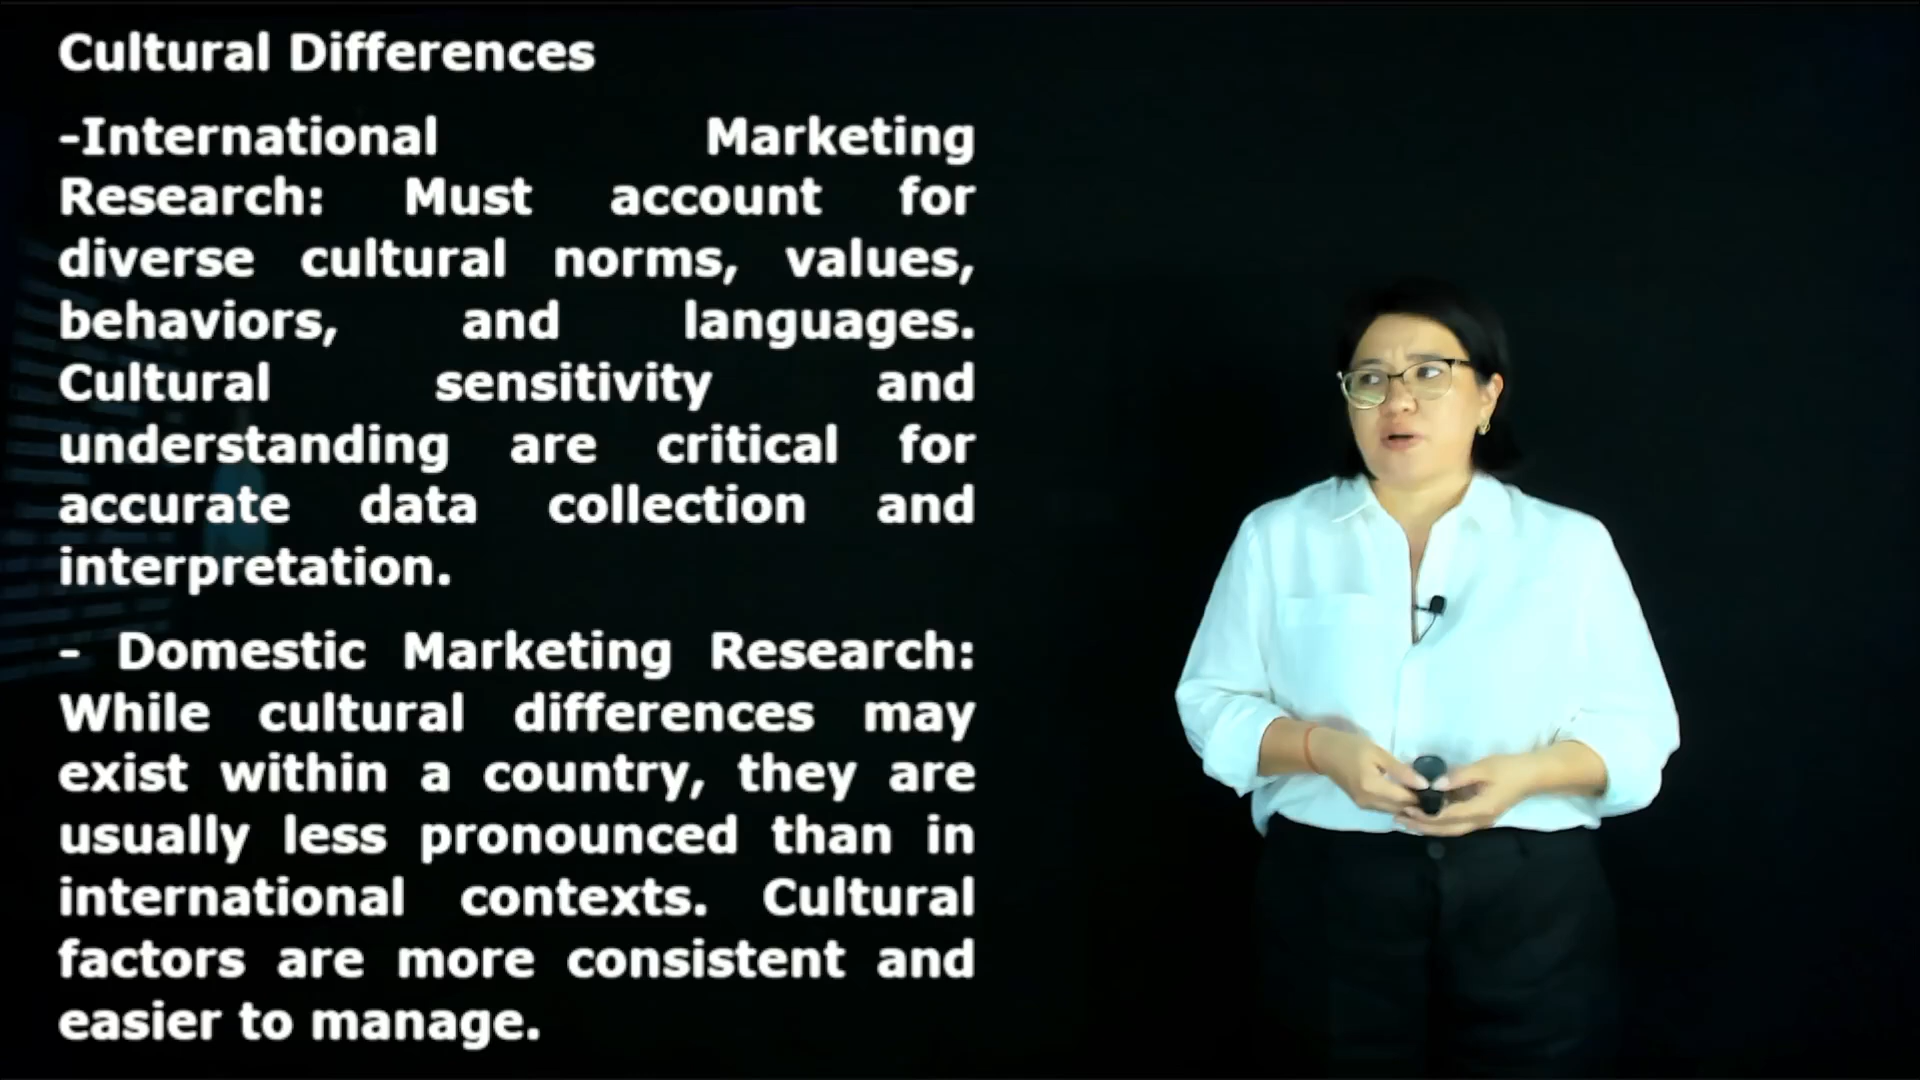 Cultural Differences
-International Marketing
Research: Must account for
diverse cultural norms, values,
behaviors, and languages.
Cultural sensitivity and
understanding are critical for
accurate data collection and
interpretation.
- Domestic Marketing Research:
While cultural differences may
exist within a country, they are
usually less pronounced than in
international contexts. Cultural
factors are more consistent and
easier to manage.